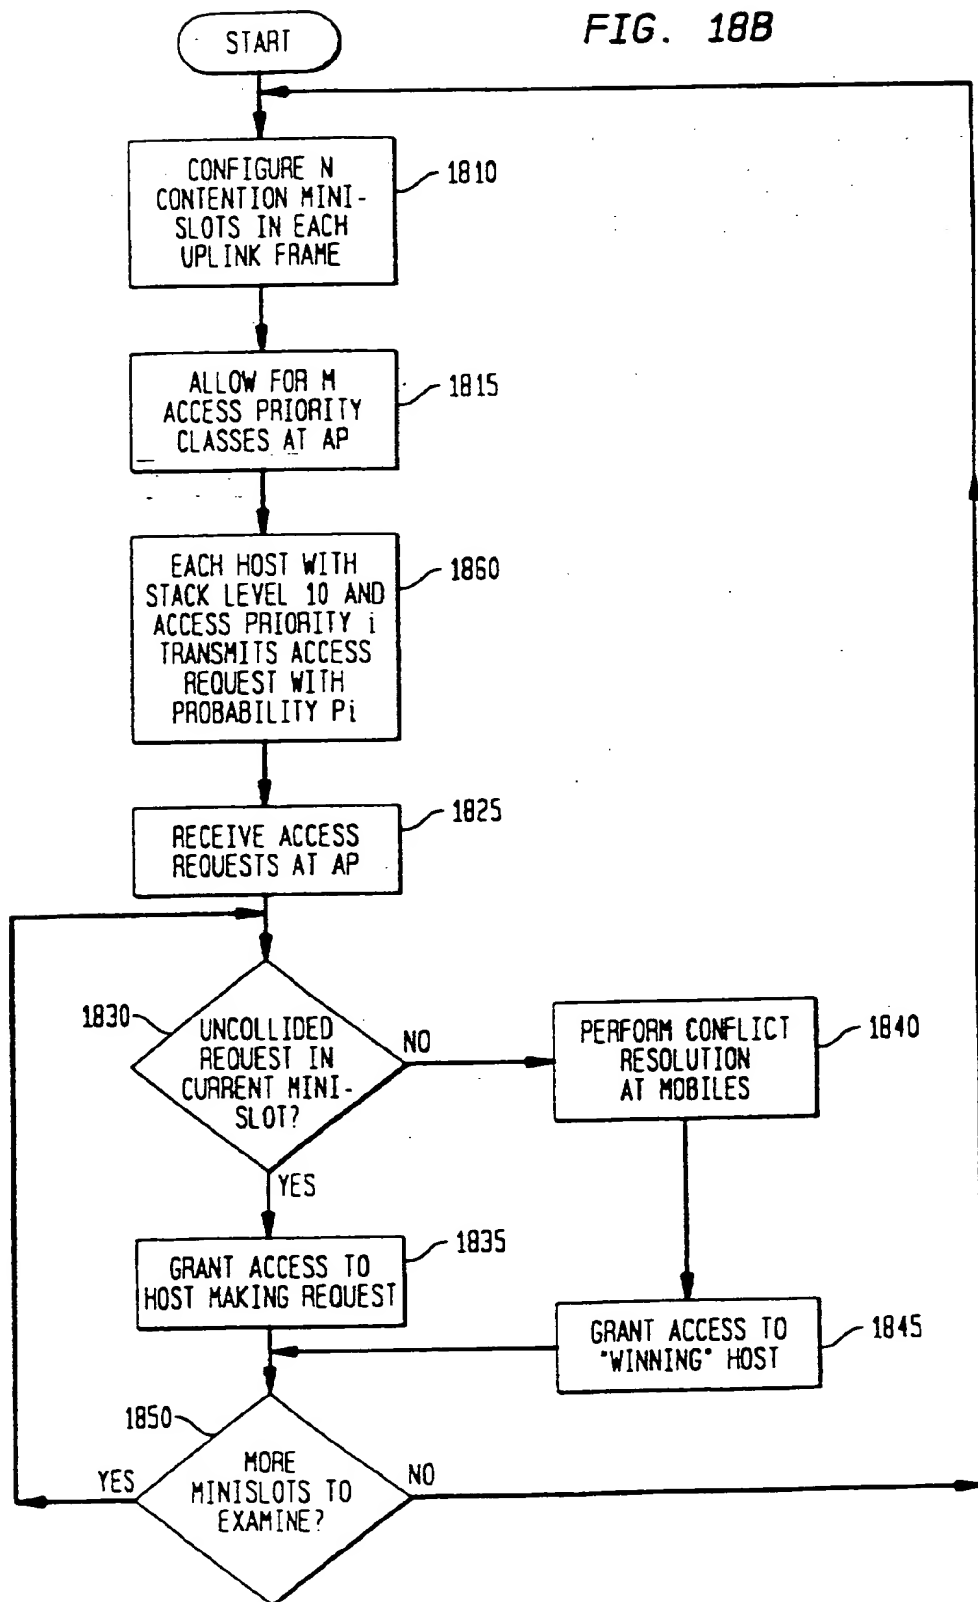 FIG. 18B
START
CONFIGURE N
CONTENTION MINI-
SLOTS IN EACH
UPLINK FRAME
1810
ALLOW FOR M
ACCESS PRIORITY
CLASSES AT AP
1815
EACH HOST WITH
STACK LEVEL 10 AND
ACCESS PRIORITY i
TRANSMITS ACCESS
REQUEST WITH
PROBABILITY Pi
1860
RECEIVE ACCESS
REQUESTS AT AP
1825
1830
UNCOLLIDED
REQUEST IN
CURRENT MINI-
SLOT?
NO
YES
PERFORM CONFLICT
RESOLUTION
AT MOBILES
1840
GRANT ACCESS TO
HOST MAKING REQUEST
1835
GRANT ACCESS TO
"WINNING" HOST
1845
1850
MORE
MINISLOTS TO
EXAMINE?
YES
NO